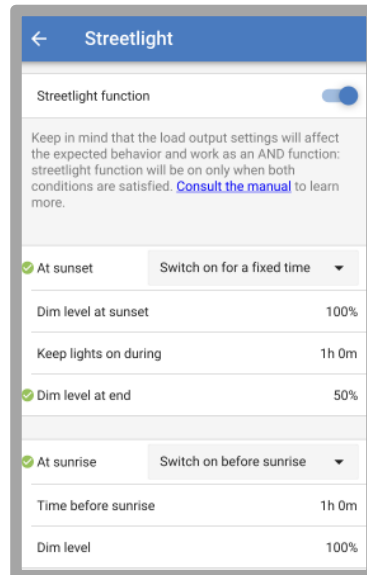 Streetlight
Streetlight function
Keep in mind that the load output settings will affect
the expected behavior and work as an AND function:
streetlight function will be on only when both
conditions are satisfied. Consult the manual to learn
more.
At sunset Switch on for a fixed time
Dim level at sunset 100%
Keep lights on during 1h 0m
Dim level at end 50%
At sunrise Switch on before sunrise
Time before sunrise 1h 0m
Dim level 100%